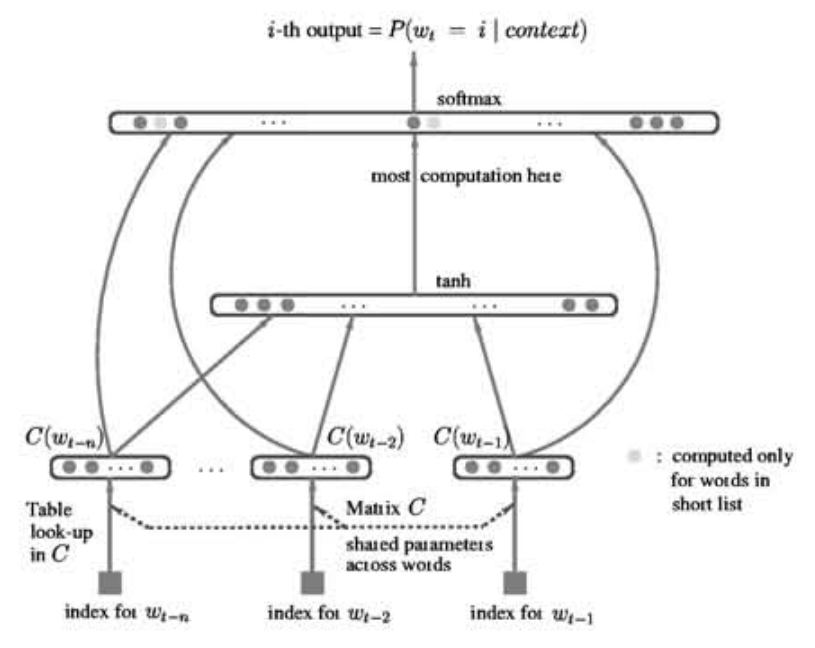 i-th output = P(w_t = i | context)
softmax
...
...
most computation here
tanh
...
...
C(w_{t-n})
C(w_{t-2})
C(w_{t-1})
...
...
...
...
: computed only
for words in
short list
Table
look-up
in C
Matrix C
shared parameters
across words
index for w_{t-n}
index for w_{t-2}
index for w_{t-1}